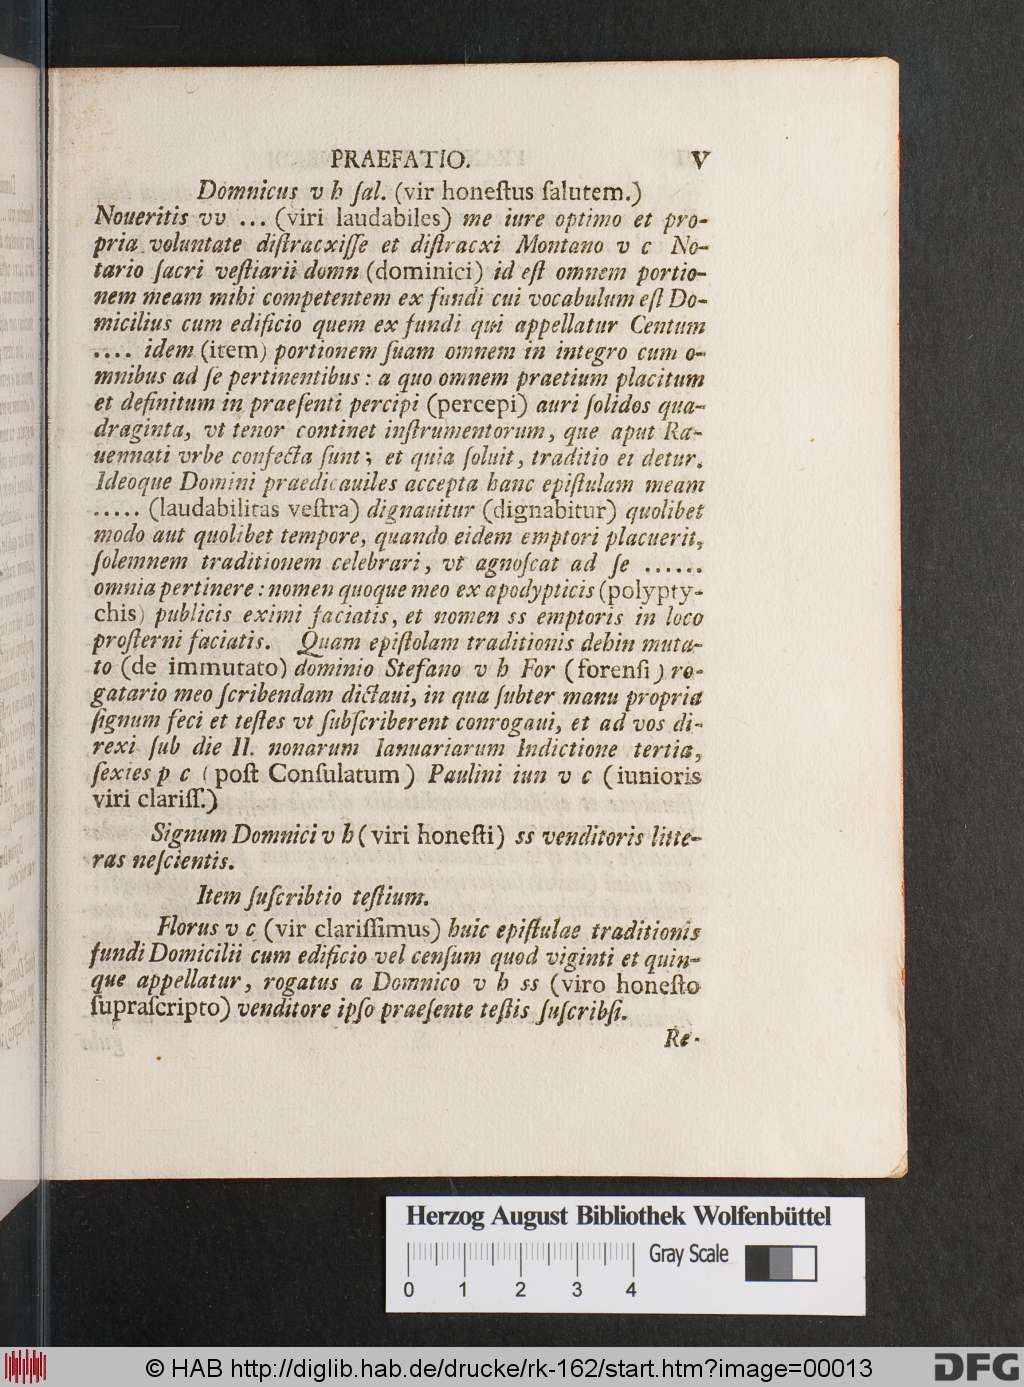 PRAEFATIO. V
Domnicus v h ſal. (vir honeſtus ſalutem.)
Noueritis vv ... (viri laudabiles) me iure optimo et pro-
pria voluntate diſtracxiſſe et diſtracxi Montano v c No-
tario ſacri veſtiarii domn (dominici) id eſt omnem portio-
nem meam mihi competentem ex fundi cui vocabulum eſt Do-
micilius cum edificio quem ex fundi qui appellatur Centum
.... idem (item) portionem ſuam omnem in integro cum o-
mnibus ad ſe pertinentibus: a quo omnem praetium placitum
et definitum in praeſenti percipi (percepi) auri ſolidos qua-
draginta, vt tenor continet inſtrumentorum, que aput Ra-
uennati vrbe confecta ſunt; et quia ſoluit, traditio ei detur.
Ideoque Domini praedicauiles accepta hanc epiſtulam meam
..... (laudabilitas veſtra) dignauitur (dignabitur) quolibet
modo aut quolibet tempore, quando eidem emptori placuerit,
ſolemnem traditionem celebrari, vt agnoſcat ad ſe ......
omnia pertinere: nomen quoque meo ex apodypticis (polypty-
chis) publicis eximi faciatis, et nomen ss emptoris in loco
proſterni faciatis. Quam epiſtolam traditionis dehin muta-
to (de immutato) dominio Stefano v h For (forenſi) ro-
gatario meo ſcribendam dictaui, in qua ſubter manu propria
ſignum feci et teſtes vt ſubſcriberent conrogaui, et ad vos di-
rexi ſub die II. nonarum Ianuariarum Indictione tertia,
ſexies p c (poſt Conſulatum) Paulini iun v c (iunioris
viri clariſſ.)
Signum Domnici v h (viri honeſti) ss venditoris litte-
ras neſcientis.
Item ſuſcribtio teſtium.
Florus v c (vir clariſſimus) huic epiſtulae traditionis
fundi Domicilii cum edificio vel cenſum quod viginti et quin-
que appellatur, rogatus a Domnico v h ss (viro honeſto
ſupraſcripto) venditore ipſo praeſente teſtis ſuſcribſi.
Re-
Herzog August Bibliothek Wolfenbüttel
Gray Scale
0 1 2 3 4
© HAB http://diglib.hab.de/drucke/rk-162/start.htm?image=00013
DFG